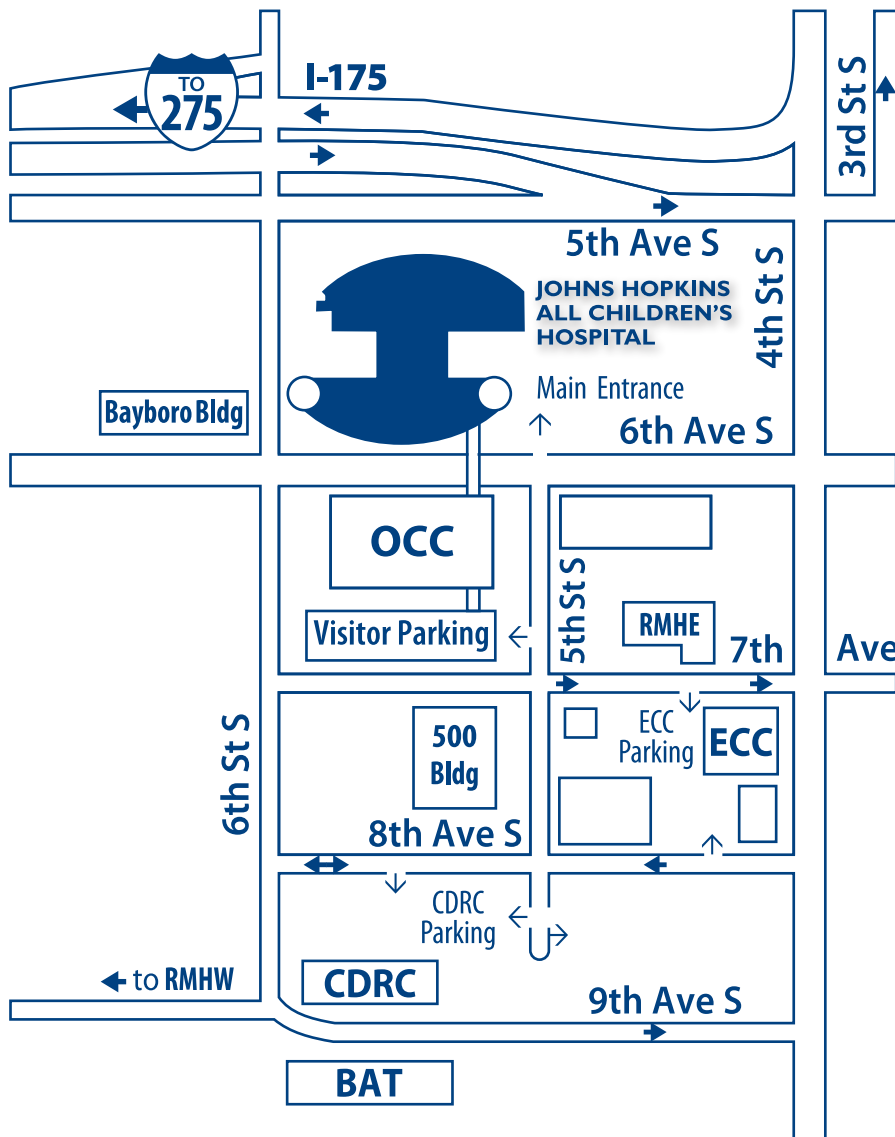 I-175
TO
275
3rd St S
5th Ave S
JOHNS HOPKINS
ALL CHILDREN'S
HOSPITAL
4th St S
Main Entrance
Bayboro Bldg
6th Ave S
OCC
5th St S
RMHE
Visitor Parking
7th
Ave
ECC
Parking
ECC
500
Bldg
6th St S
8th Ave S
CDRC
Parking
to RMHW
CDRC
9th Ave S
BAT